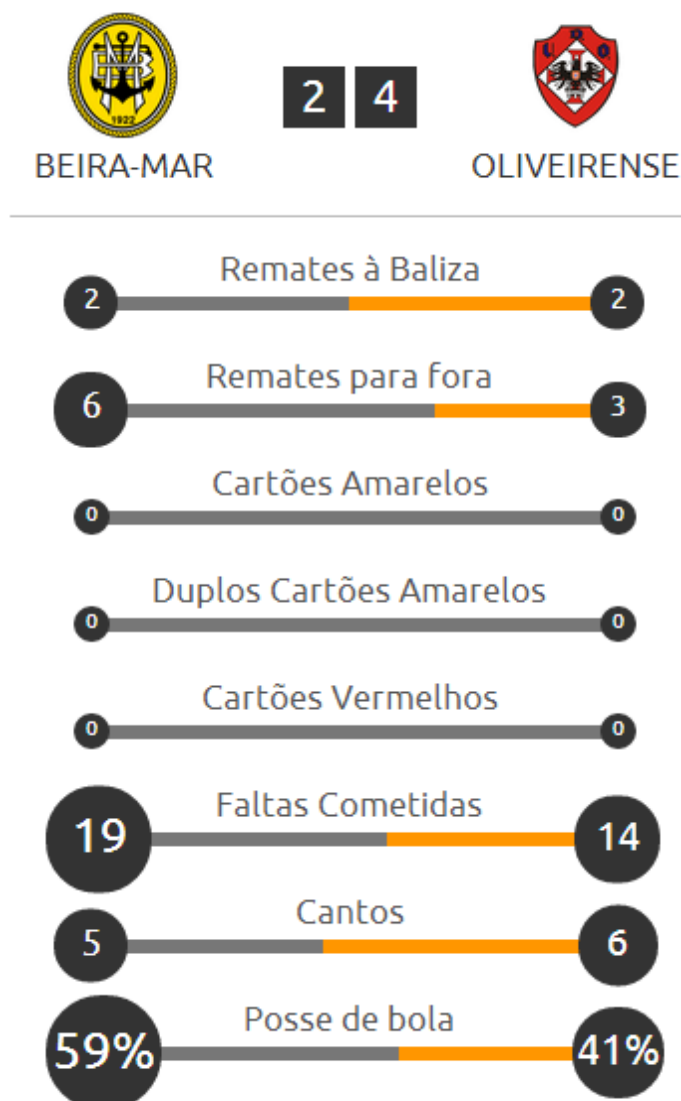 1922
U D O
2 4
BEIRA-MAR OLIVEIRENSE
Remates à Baliza
2 2
Remates para fora
6 3
Cartões Amarelos
0 0
Duplos Cartões Amarelos
0 0
Cartões Vermelhos
0 0
Faltas Cometidas
19 14
Cantos
5 6
Posse de bola
59% 41%